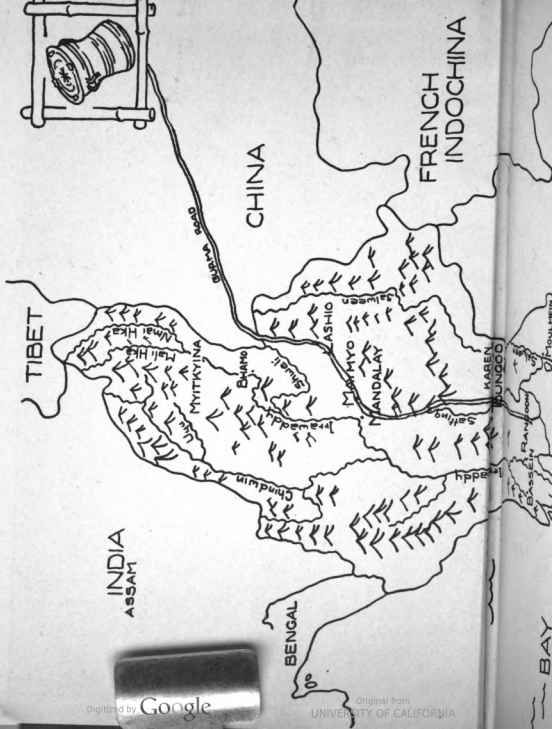 TIBET
CHINA
FRENCH
INDOCHINA
BURMA ROAD
INDIA
ASSAM
BENGAL
Nmai Hka
Mali Hka
MYITKYINA
BHAMO
Shweli
Uyu
Chindwin
Irrawaddy
Salween
LASHIO
MAYMYO
MANDALAY
Sittang
KAREN
TOUNGOO
RANGOON
BASSEIN
BAY
Digitized by Google
Original from
UNIVERSITY OF CALIFORNIA